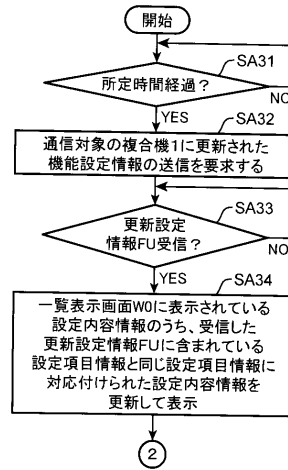 開始
SA31
所定時間経過？
NO
YES
SA32
通信対象の複合機1に更新された
機能設定情報の送信を要求する
SA33
更新設定
情報FU受信？
NO
YES
SA34
一覧表示画面W0に表示されている
設定内容情報のうち、受信した
更新設定情報FUに含まれている
設定項目情報と同じ設定項目情報に
対応付けられた設定内容情報を
更新して表示
2